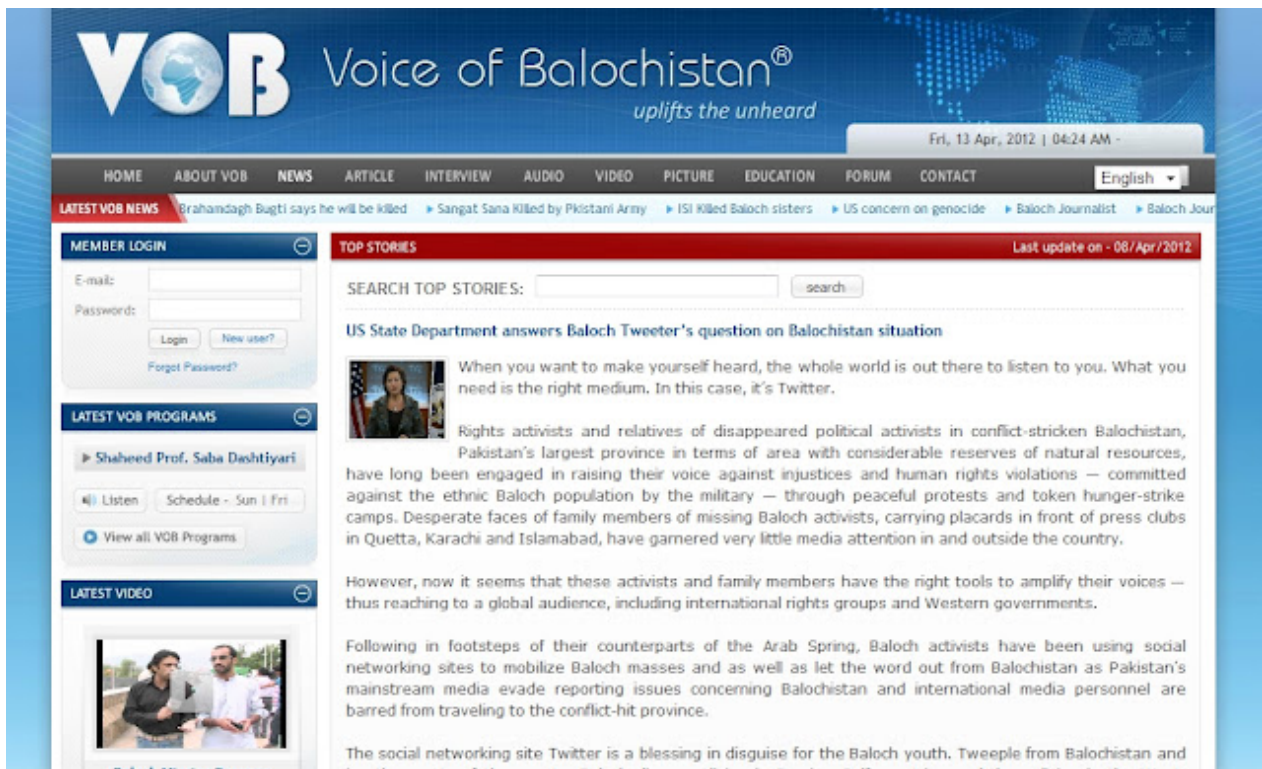 VOB Voice of Balochistan®
uplifts the unheard
Fri, 13 Apr, 2012 | 04:24 AM -
HOME ABOUT VOB NEWS ARTICLE INTERVIEW AUDIO VIDEO PICTURE EDUCATION FORUM CONTACT English
LATEST VOB NEWS Brahamdagh Bugti says he will be killed Sangat Sana Killed by Pkistani Army ISI Killed Baloch sisters US concern on genocide Baloch Journalist Baloch Jour
MEMBER LOGIN
E-mail:
Password:
Login New user?
Forgot Password?
LATEST VOB PROGRAMS
Shaheed Prof. Saba Dashtiyari
Listen Schedule - Sun | Fri
View all VOB Programs
LATEST VIDEO
TOP STORIES Last update on - 08/Apr/2012
SEARCH TOP STORIES: search
US State Department answers Baloch Tweeter's question on Balochistan situation
When you want to make yourself heard, the whole world is out there to listen to you. What you
need is the right medium. In this case, it's Twitter.
Rights activists and relatives of disappeared political activists in conflict-stricken Balochistan,
Pakistan's largest province in terms of area with considerable reserves of natural resources,
have long been engaged in raising their voice against injustices and human rights violations — committed
against the ethnic Baloch population by the military — through peaceful protests and token hunger-strike
camps. Desperate faces of family members of missing Baloch activists, carrying placards in front of press clubs
in Quetta, Karachi and Islamabad, have garnered very little media attention in and outside the country.
However, now it seems that these activists and family members have the right tools to amplify their voices —
thus reaching to a global audience, including international rights groups and Western governments.
Following in footsteps of their counterparts of the Arab Spring, Baloch activists have been using social
networking sites to mobilize Baloch masses and as well as let the word out from Balochistan as Pakistan's
mainstream media evade reporting issues concerning Balochistan and international media personnel are
barred from traveling to the conflict-hit province.
The social networking site Twitter is a blessing in disguise for the Baloch youth. Tweeple from Balochistan and